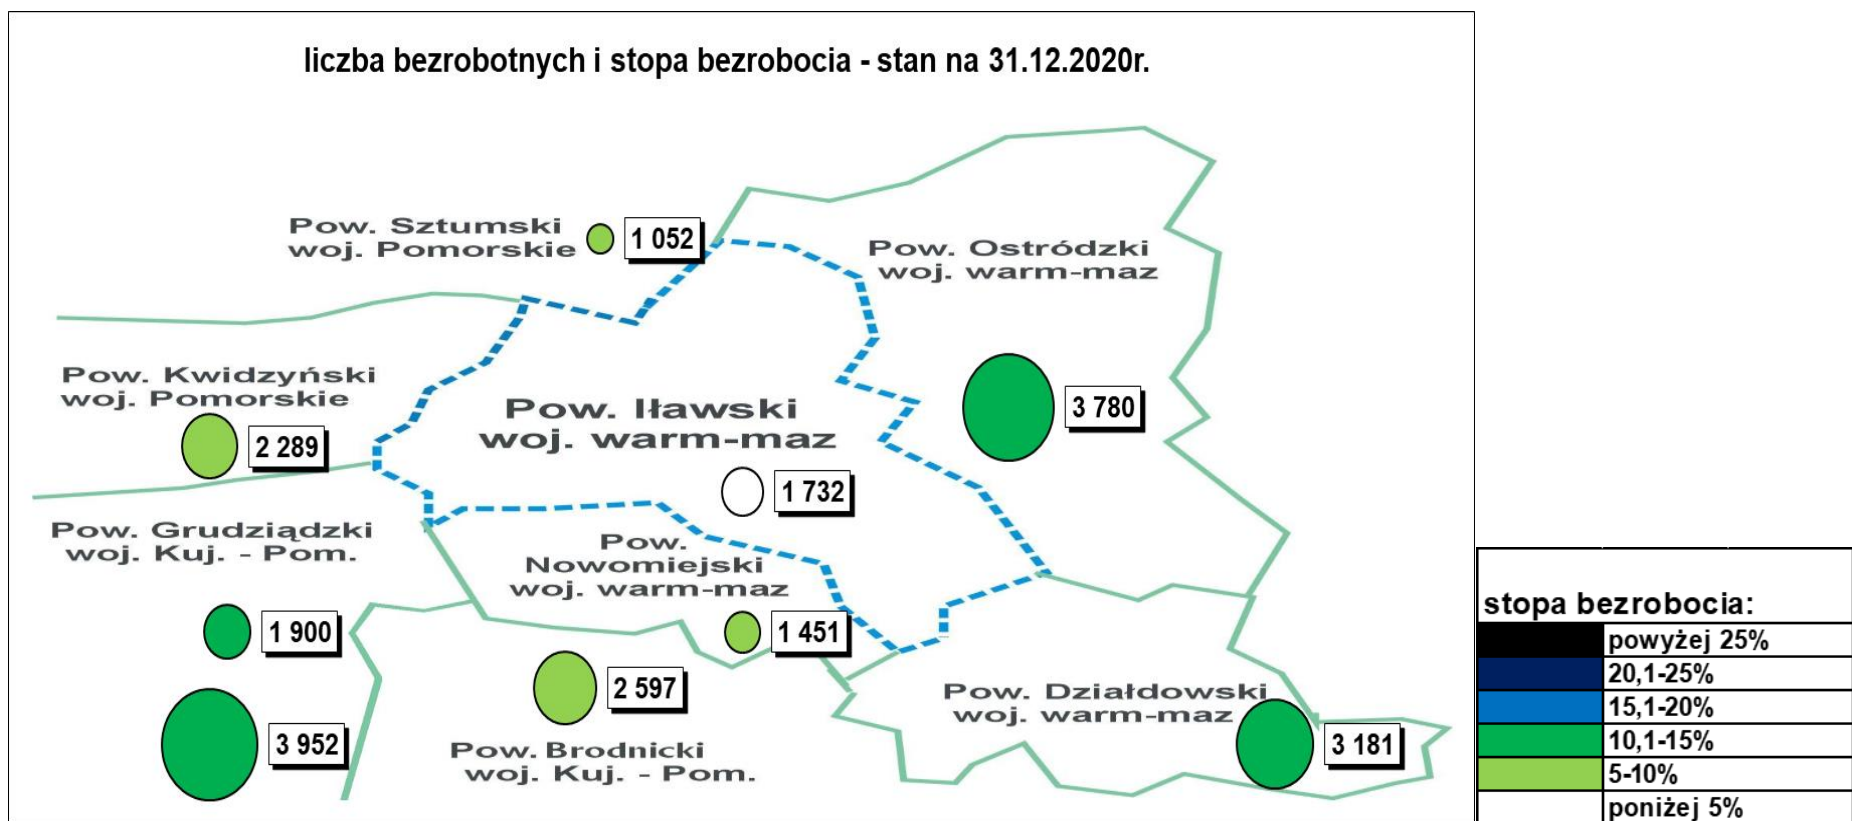 liczba bezrobotnych i stopa bezrobocia - stan na 31.12.2020r.
Pow. Sztumski
woj. Pomorskie
1 052
Pow. Ostródzki
woj. warm-maz
3 780
Pow. Kwidzyński
woj. Pomorskie
2 289
Pow. Iławski
woj. warm-maz
1 732
Pow. Grudziądzki
woj. Kuj. - Pom.
1 900
3 952
Pow.
Nowomiejski
woj. warm-maz
1 451
2 597
Pow. Brodnicki
woj. Kuj. - Pom.
Pow. Działdowski
woj. warm-maz
3 181
stopa bezrobocia:
powyżej 25%
20,1-25%
15,1-20%
10,1-15%
5-10%
poniżej 5%